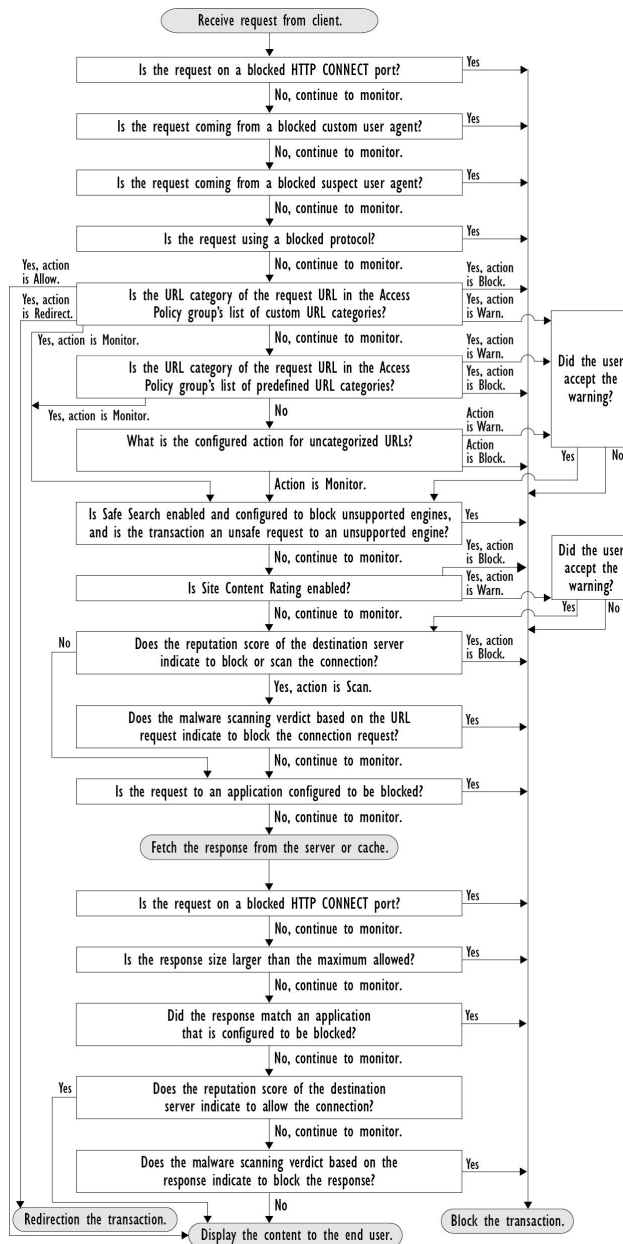 Receive request from client.
Is the request on a blocked HTTP CONNECT port?
Yes
No, continue to monitor.
Is the request coming from a blocked custom user agent?
Yes
No, continue to monitor.
Is the request coming from a blocked suspect user agent?
Yes
No, continue to monitor.
Is the request using a blocked protocol?
Yes
No, continue to monitor.
Yes, action
is Allow.
Yes, action
is Redirect.
Yes, action is Monitor.
Is the URL category of the request URL in the Access
Policy group's list of custom URL categories?
Yes, action
is Block.
Yes, action
is Warn.
No, continue to monitor.
Is the URL category of the request URL in the Access
Policy group's list of predefined URL categories?
Yes, action
is Warn.
Yes, action
is Block.
Yes, action is Monitor.
No
What is the configured action for uncategorized URLs?
Action
is Warn.
Action
is Block.
Did the user
accept the
warning?
Yes
No
Action is Monitor.
Is Safe Search enabled and configured to block unsupported engines,
and is the transaction an unsafe request to an unsupported engine?
Yes
No, continue to monitor.
Is Site Content Rating enabled?
Yes, action
is Block.
Yes, action
is Warn.
Did the user
accept the
warning?
Yes
No
No, continue to monitor.
No
Does the reputation score of the destination server
indicate to block or scan the connection?
Yes, action
is Block.
Yes, action is Scan.
Does the malware scanning verdict based on the URL
request indicate to block the connection request?
Yes
No, continue to monitor.
Is the request to an application configured to be blocked?
Yes
No, continue to monitor.
Fetch the response from the server or cache.
Is the request on a blocked HTTP CONNECT port?
Yes
No, continue to monitor.
Is the response size larger than the maximum allowed?
Yes
No, continue to monitor.
Did the response match an application
that is configured to be blocked?
Yes
No, continue to monitor.
Yes
Does the reputation score of the destination
server indicate to allow the connection?
No, continue to monitor.
Does the malware scanning verdict based on the
response indicate to block the response?
Yes
No
Redirection the transaction.
Display the content to the end user.
Block the transaction.